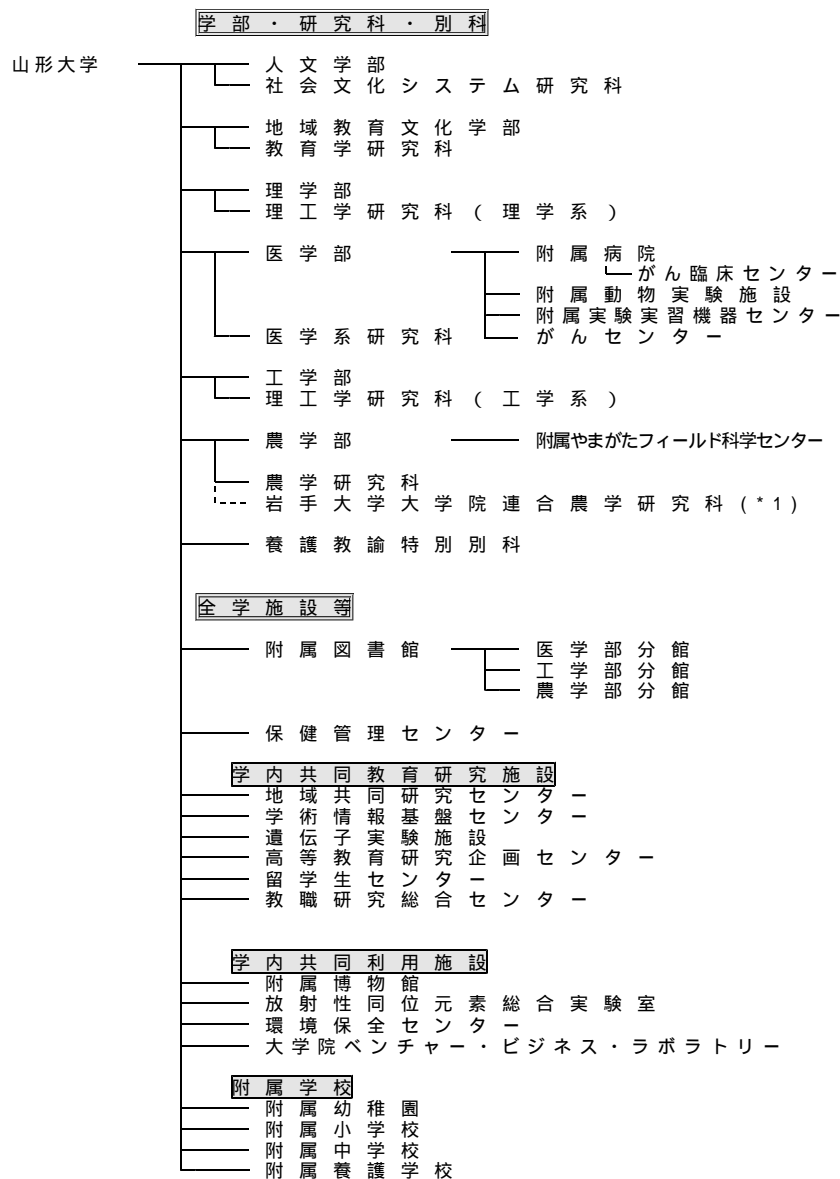 学部・研究科・別科
山形大学
人文学部
社会文化システム研究科
地域教育文化学部
教育学研究科
理学部
理工学研究科(理学系)
医学部
附属病院
がん臨床センター
附属動物実験施設
附属実験実習機器センター
医学系研究科
がんセンター
工学部
理工学研究科(工学系)
農学部
附属やまがたフィールド科学センター
農学研究科
岩手大学大学院連合農学研究科(*1)
養護教諭特別別科
全学施設等
附属図書館
医学部分館
工学部分館
農学部分館
保健管理センター
学内共同教育研究施設
地域共同研究センター
学術情報基盤センター
遺伝子実験施設
高等教育研究企画センター
留学生センター
教職研究総合センター
学内共同利用施設
附属博物館
放射性同位元素総合実験室
環境保全センター
大学院ベンチャー・ビジネス・ラボラトリー
附属学校
附属幼稚園
附属小学校
附属中学校
附属養護学校